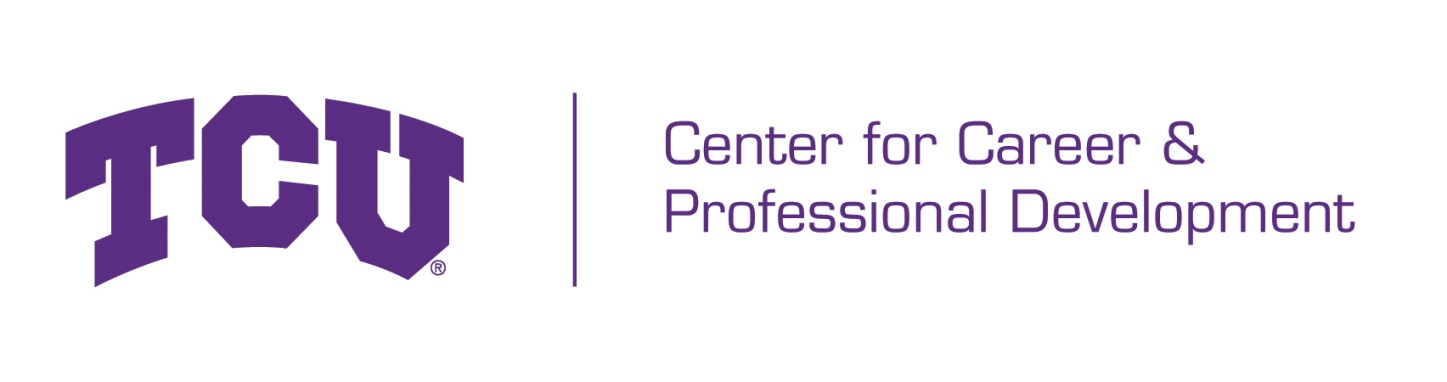 TCU®
Center for Career &
Professional Development